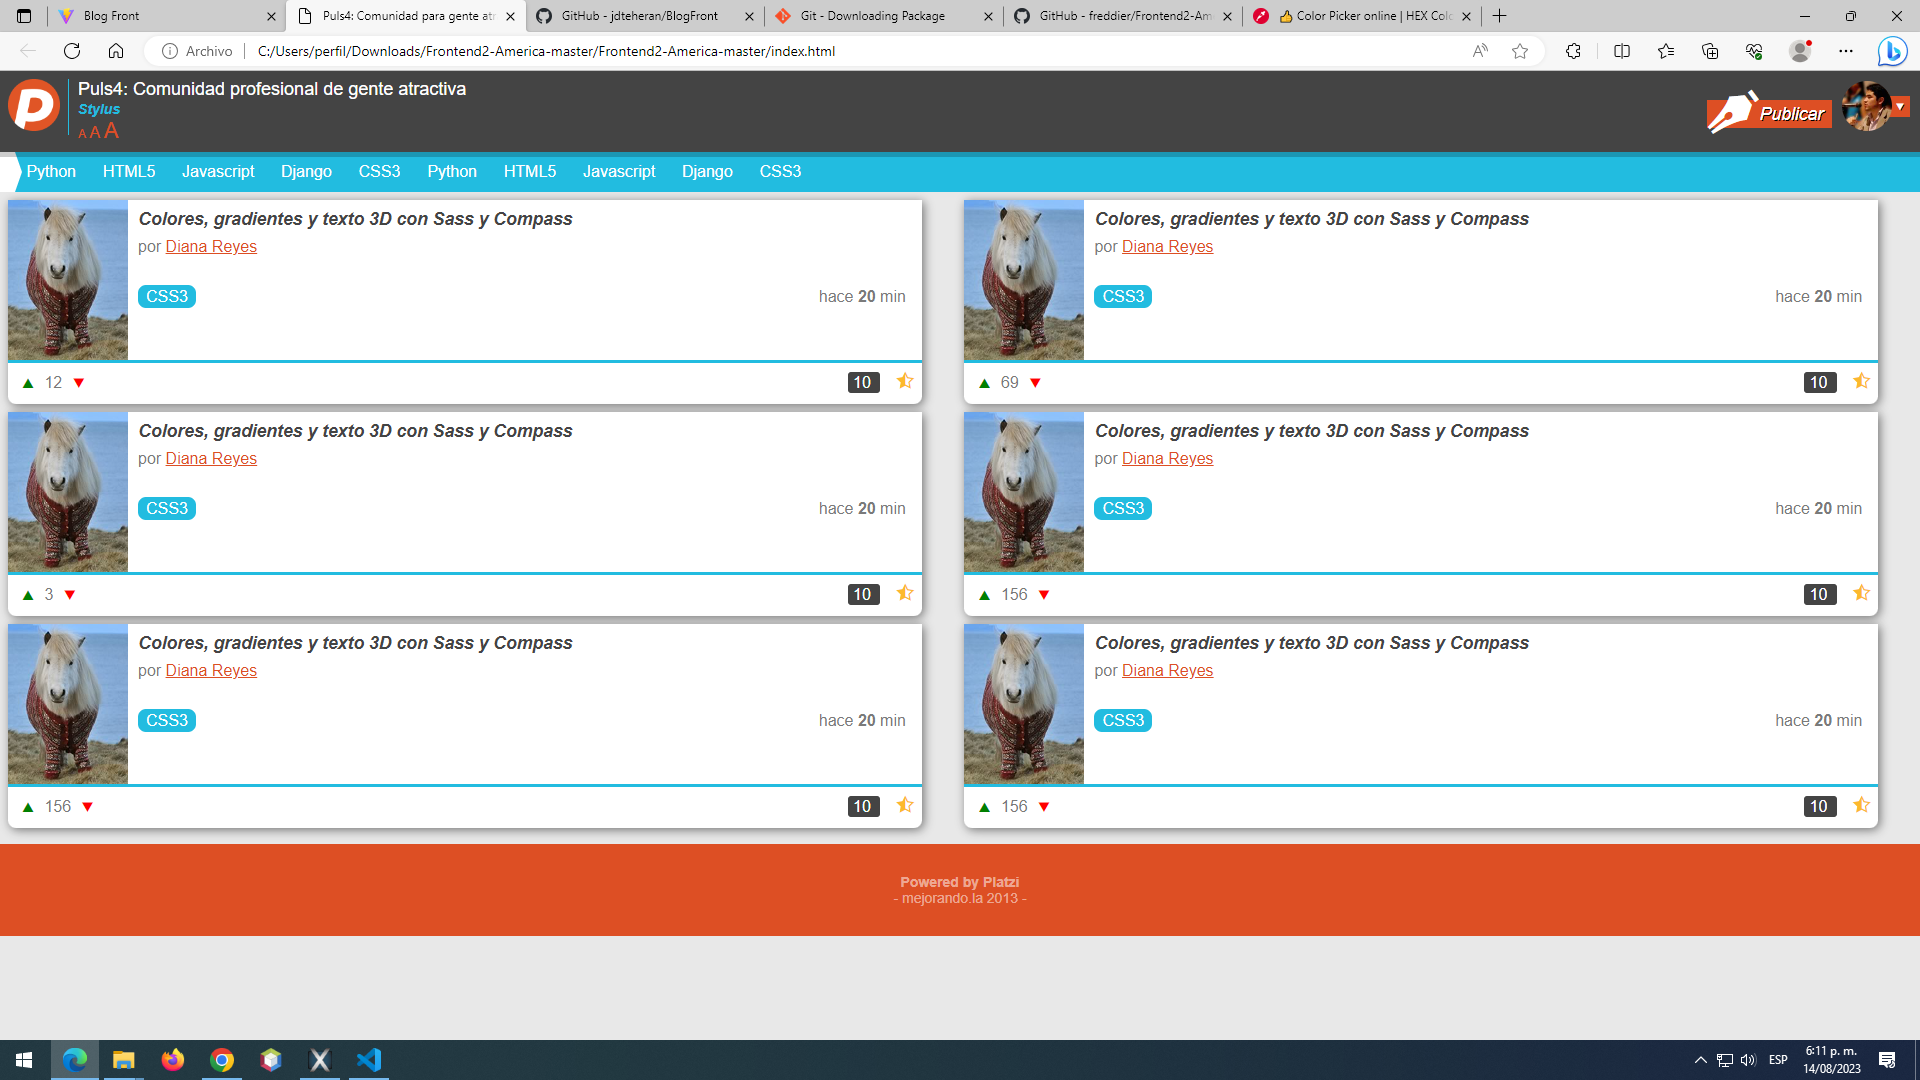 Blog Front
Puls4: Comunidad para gente atr
GitHub - jdteheran/BlogFront
Git - Downloading Package
GitHub - freddier/Frontend2-Am
👍 Color Picker online | HEX Colo
Archivo
C:/Users/perfil/Downloads/Frontend2-America-master/Frontend2-America-master/index.html
Puls4: Comunidad profesional de gente atractiva
Stylus
A A A
Publicar
Python HTML5 Javascript Django CSS3 Python HTML5 Javascript Django CSS3
Colores, gradientes y texto 3D con Sass y Compass
por Diana Reyes
CSS3 hace 20 min
12 10
Colores, gradientes y texto 3D con Sass y Compass
por Diana Reyes
CSS3 hace 20 min
69 10
Colores, gradientes y texto 3D con Sass y Compass
por Diana Reyes
CSS3 hace 20 min
3 10
Colores, gradientes y texto 3D con Sass y Compass
por Diana Reyes
CSS3 hace 20 min
156 10
Colores, gradientes y texto 3D con Sass y Compass
por Diana Reyes
CSS3 hace 20 min
156 10
Colores, gradientes y texto 3D con Sass y Compass
por Diana Reyes
CSS3 hace 20 min
156 10
Powered by Platzi
- mejorando.la 2013 -
ESP
6:11 p. m.
14/08/2023